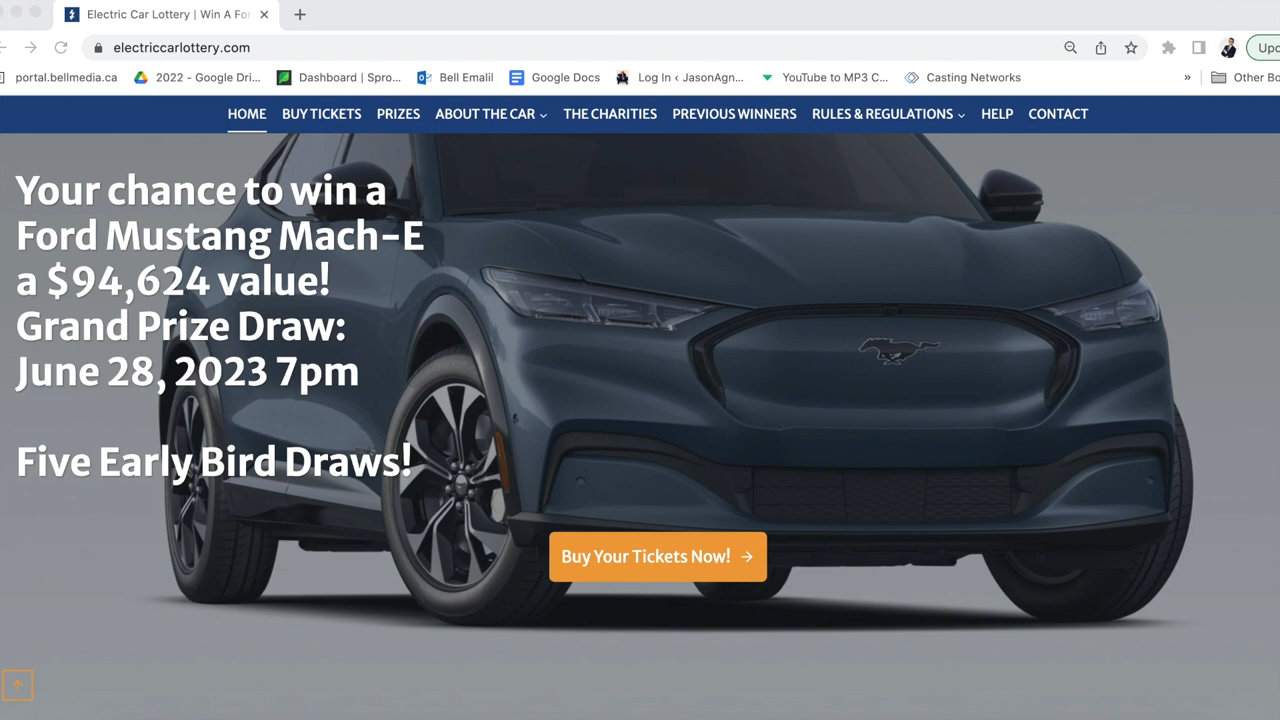 Electric Car Lottery | Win A For
electriccarlottery.com
Upd
portal.bellmedia.ca
2022 - Google Dri...
Dashboard | Spro...
Bell Emalil
Google Docs
Log In ‹ JasonAgn...
YouTube to MP3 C...
Casting Networks
»
Other Bo
HOME
BUY TICKETS
PRIZES
ABOUT THE CAR
THE CHARITIES
PREVIOUS WINNERS
RULES & REGULATIONS
HELP
CONTACT
Your chance to win a
Ford Mustang Mach-E
a $94,624 value!
Grand Prize Draw:
June 28, 2023 7pm
Five Early Bird Draws!
Buy Your Tickets Now! →